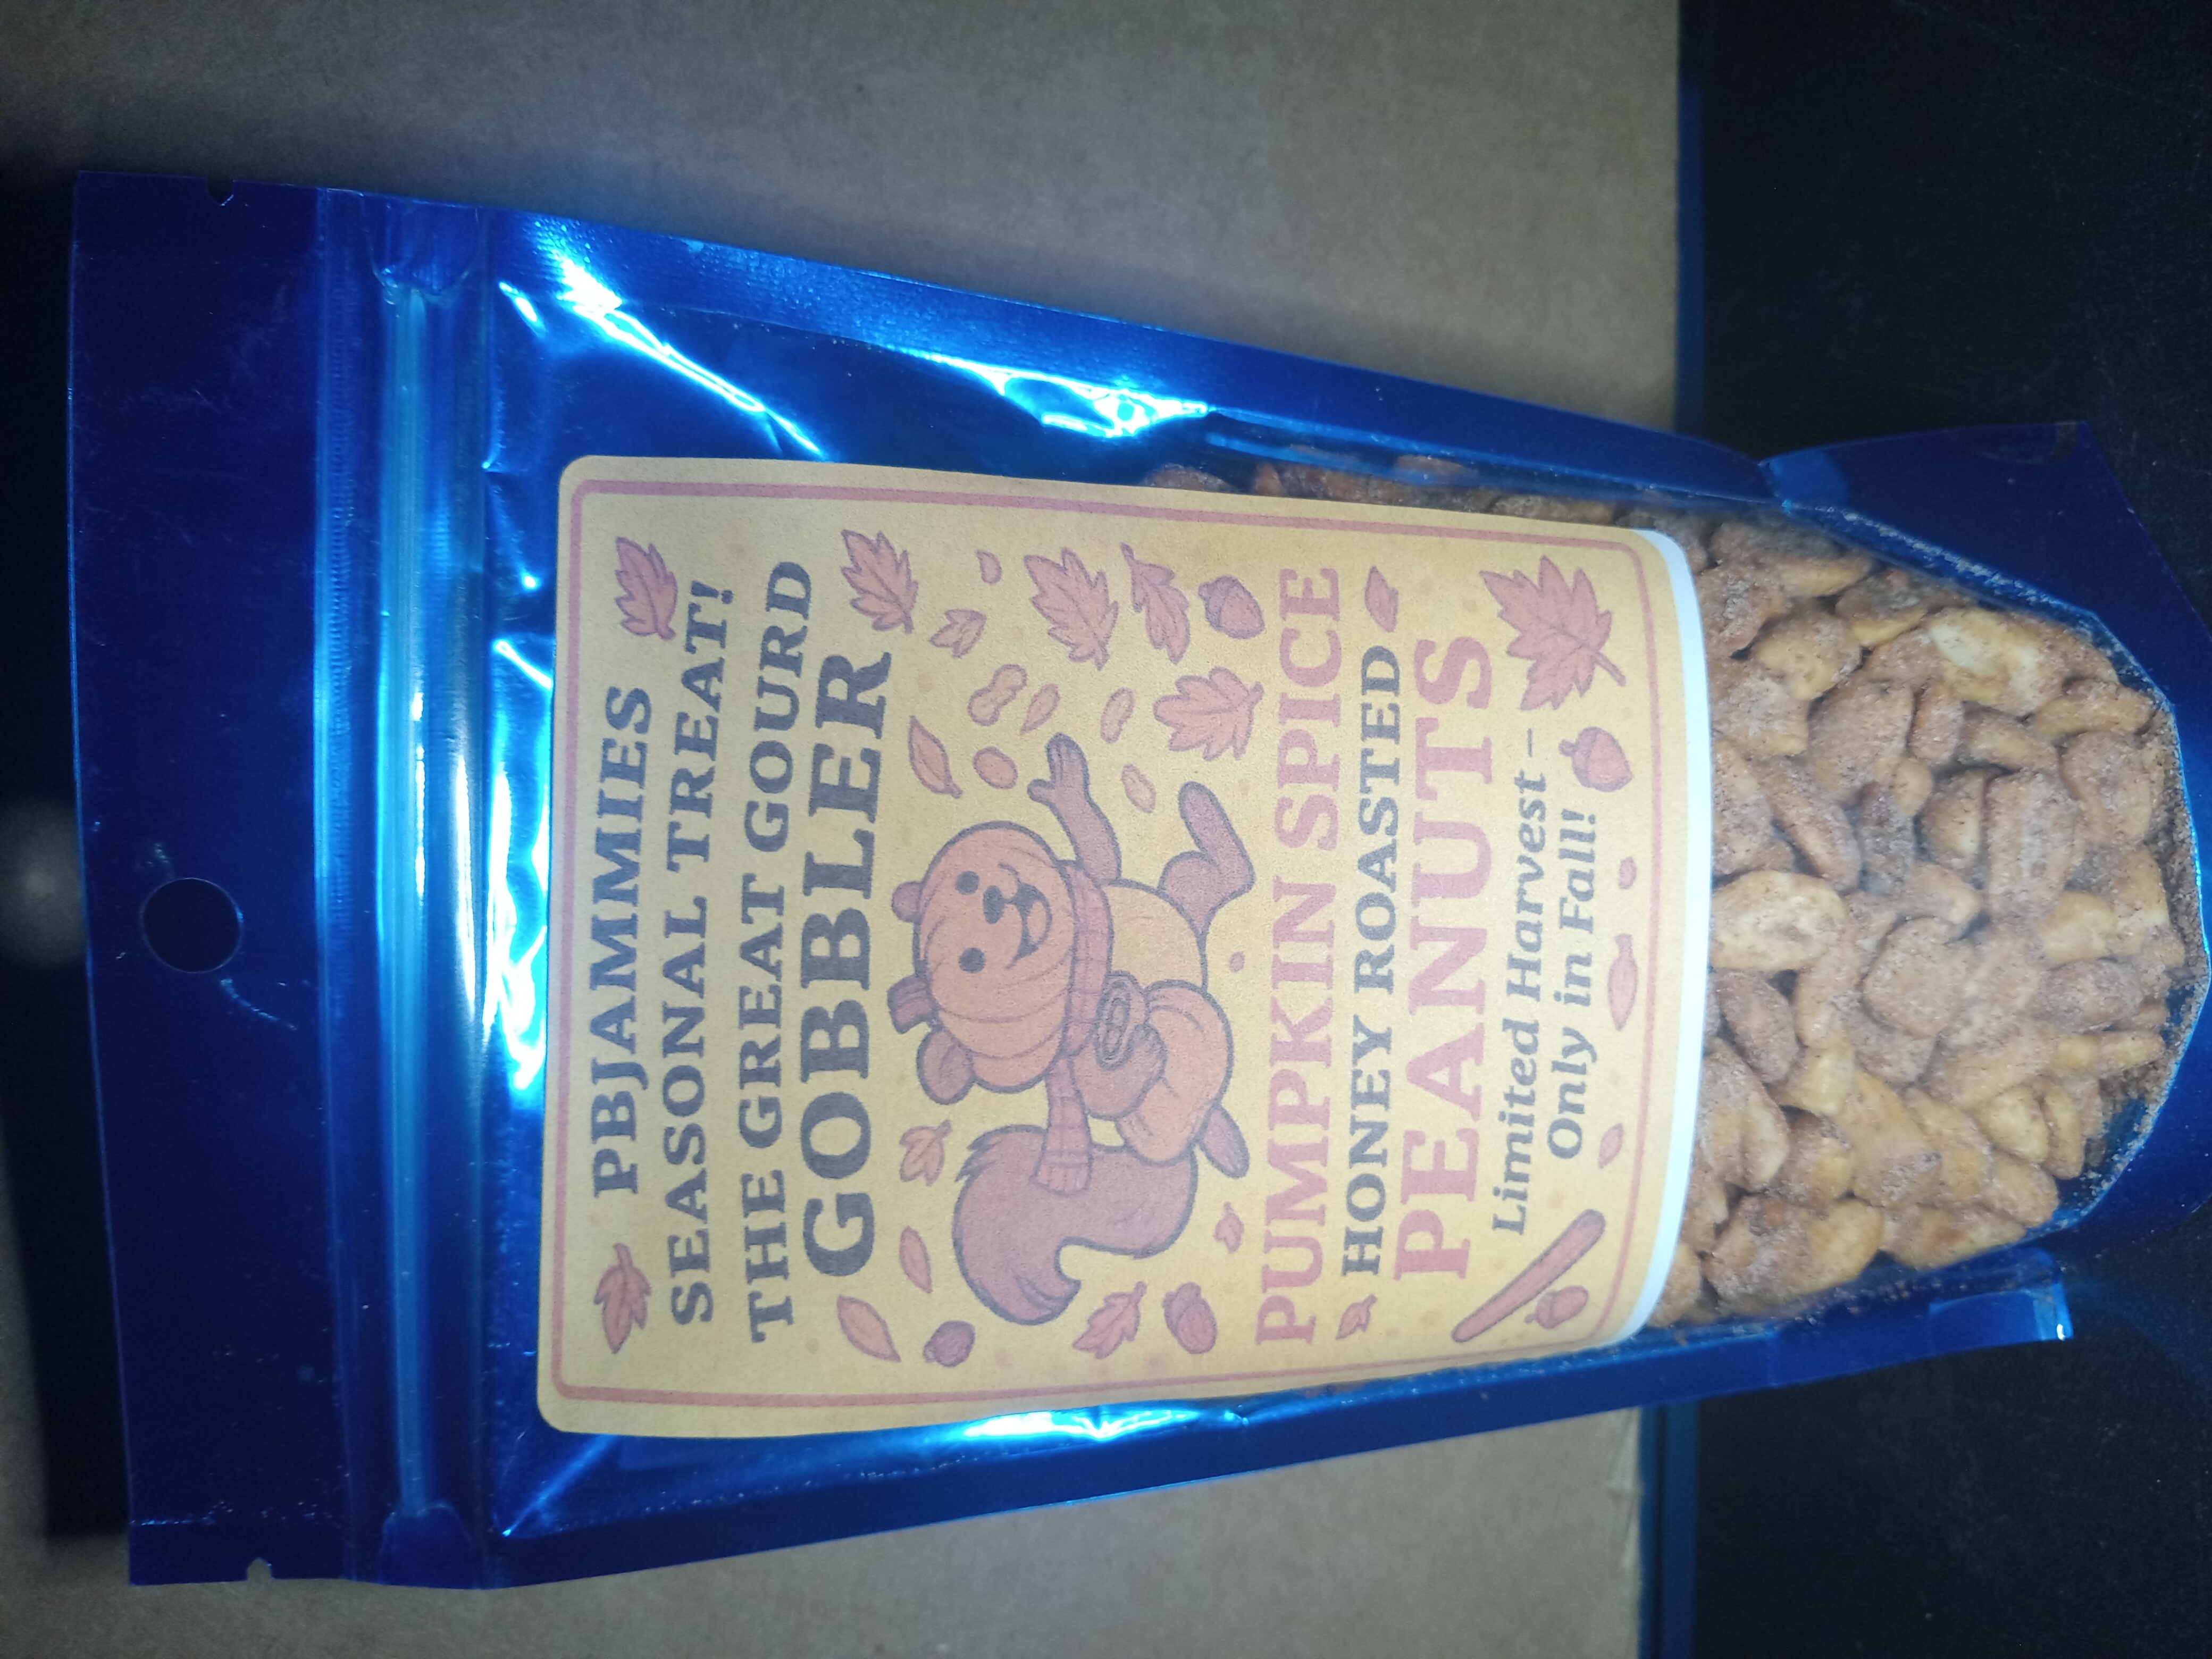 PBJAMMIES
SEASONAL TREAT!
THE GREAT GOURD
GOBBLER
PUMPKIN SPICE
HONEY ROASTED
PEANUTS
Limited Harvest –
Only in Fall!